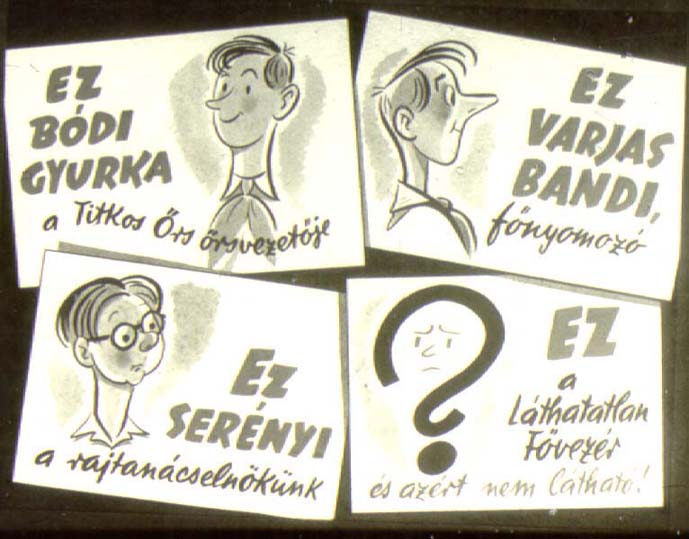 EZ
BÓDI
GYURKA
a Titkos Őrs őrsvezetője
EZ
VARJAS
BANDI,
főnyomozó
EZ
SERÉNYI
a rajtanácselnökünk
EZ
a
Láthatatlan
Fővezér
és azért nem látható!